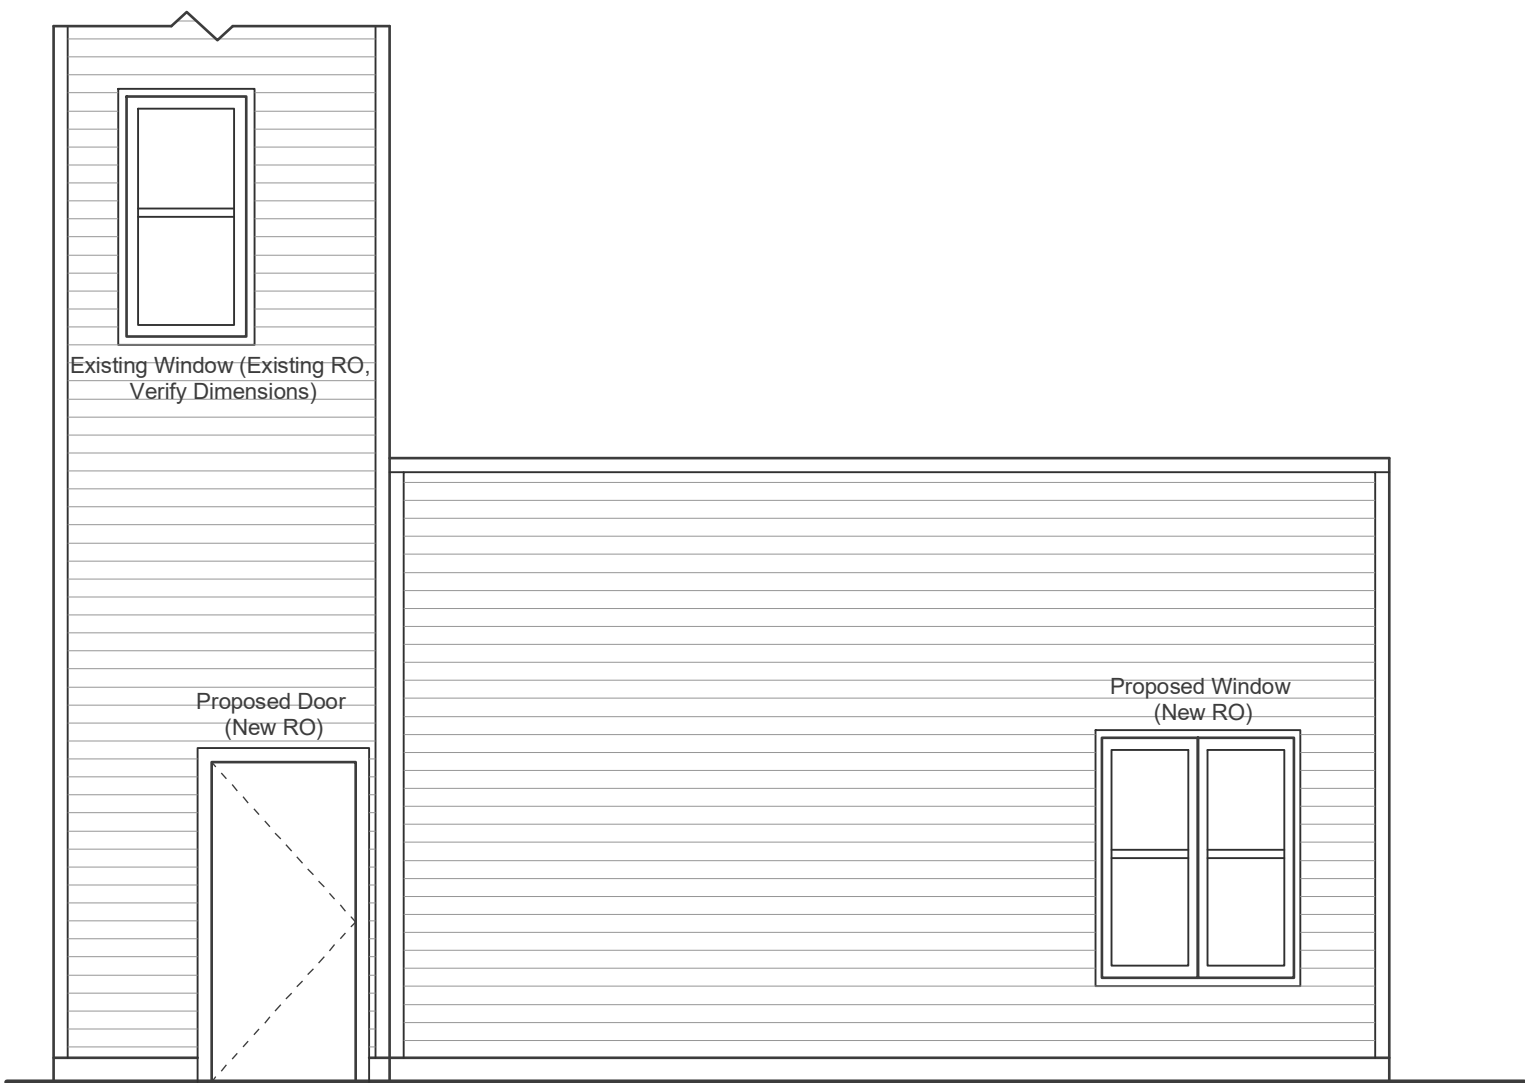 Existing Window (Existing RO,
Verify Dimensions)
Proposed Door
(New RO)
Proposed Window
(New RO)